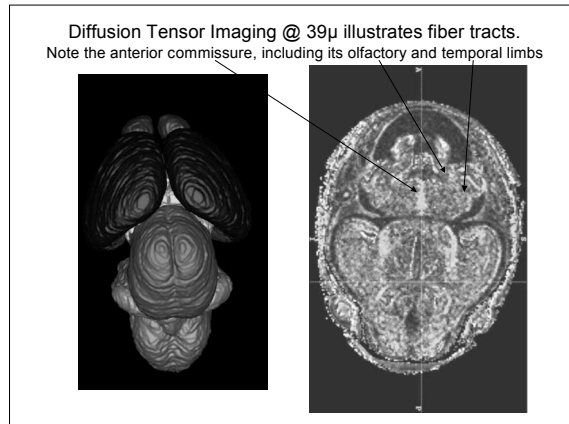 Diffusion Tensor Imaging @ 39μ illustrates fiber tracts.
Note the anterior commissure, including its olfactory and temporal limbs